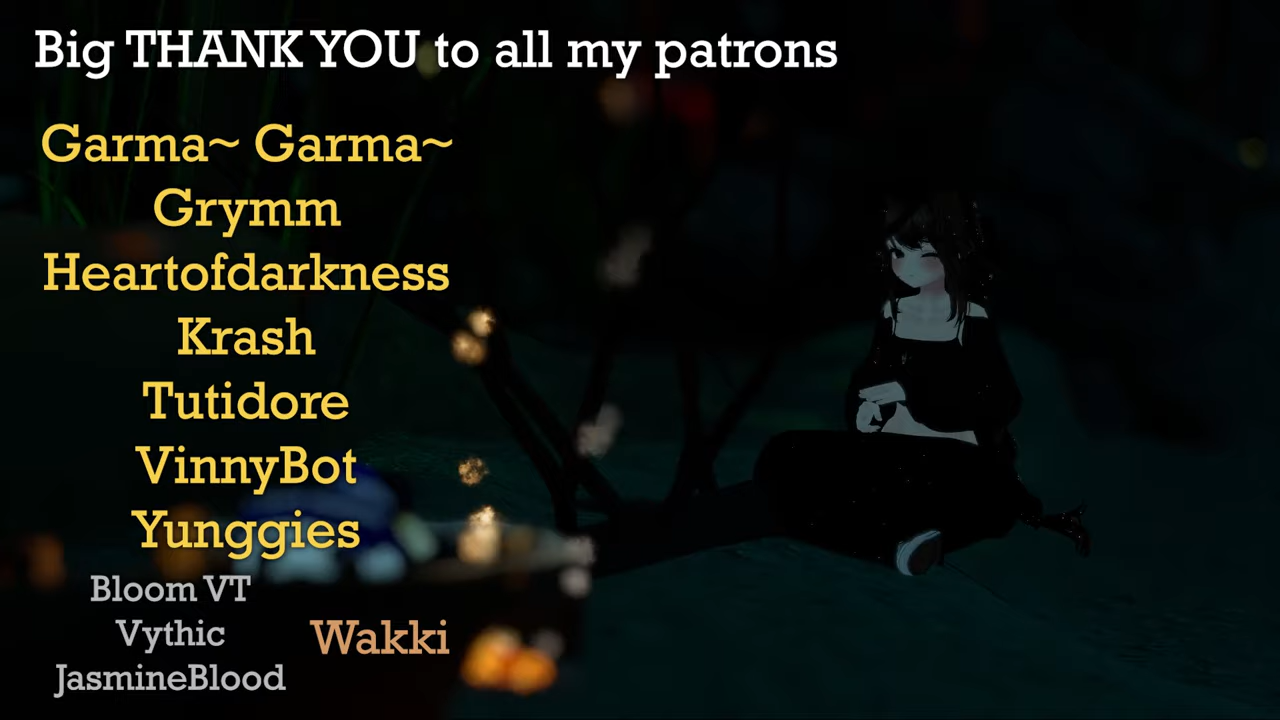 Big THANK YOU to all my patrons
Garma~ Garma~
Grymm
Heartofdarkness
Krash
Tutidore
VinnyBot
Yunggies
Bloom VT
Vythic
JasmineBlood
Wakki